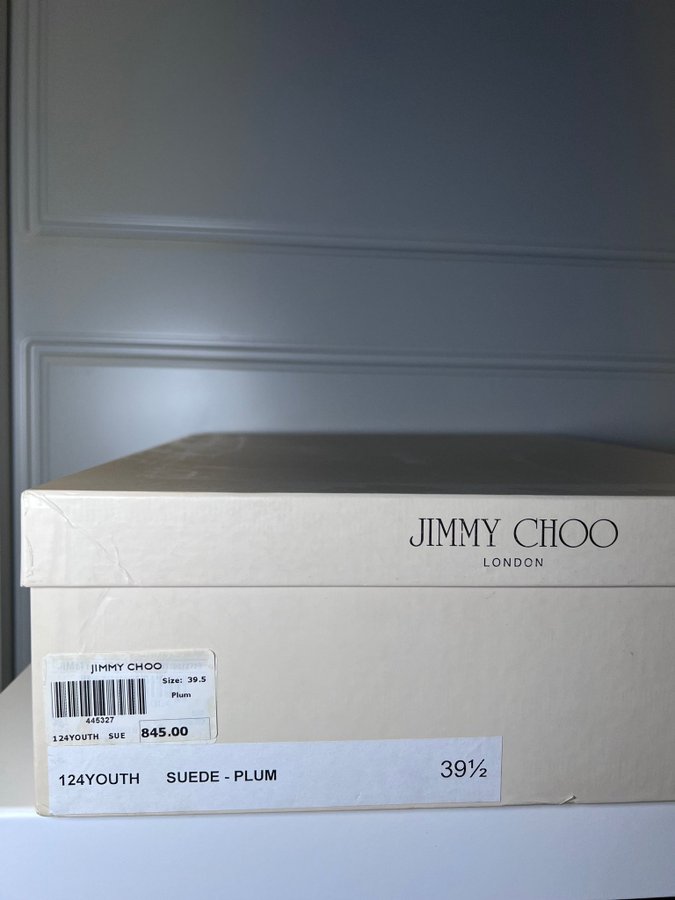 JIMMY CHOO
LONDON
JIMMY CHOO
Size: 39.5
Plum
445327
124YOUTH SUE 845.00
124YOUTH SUEDE - PLUM 39½